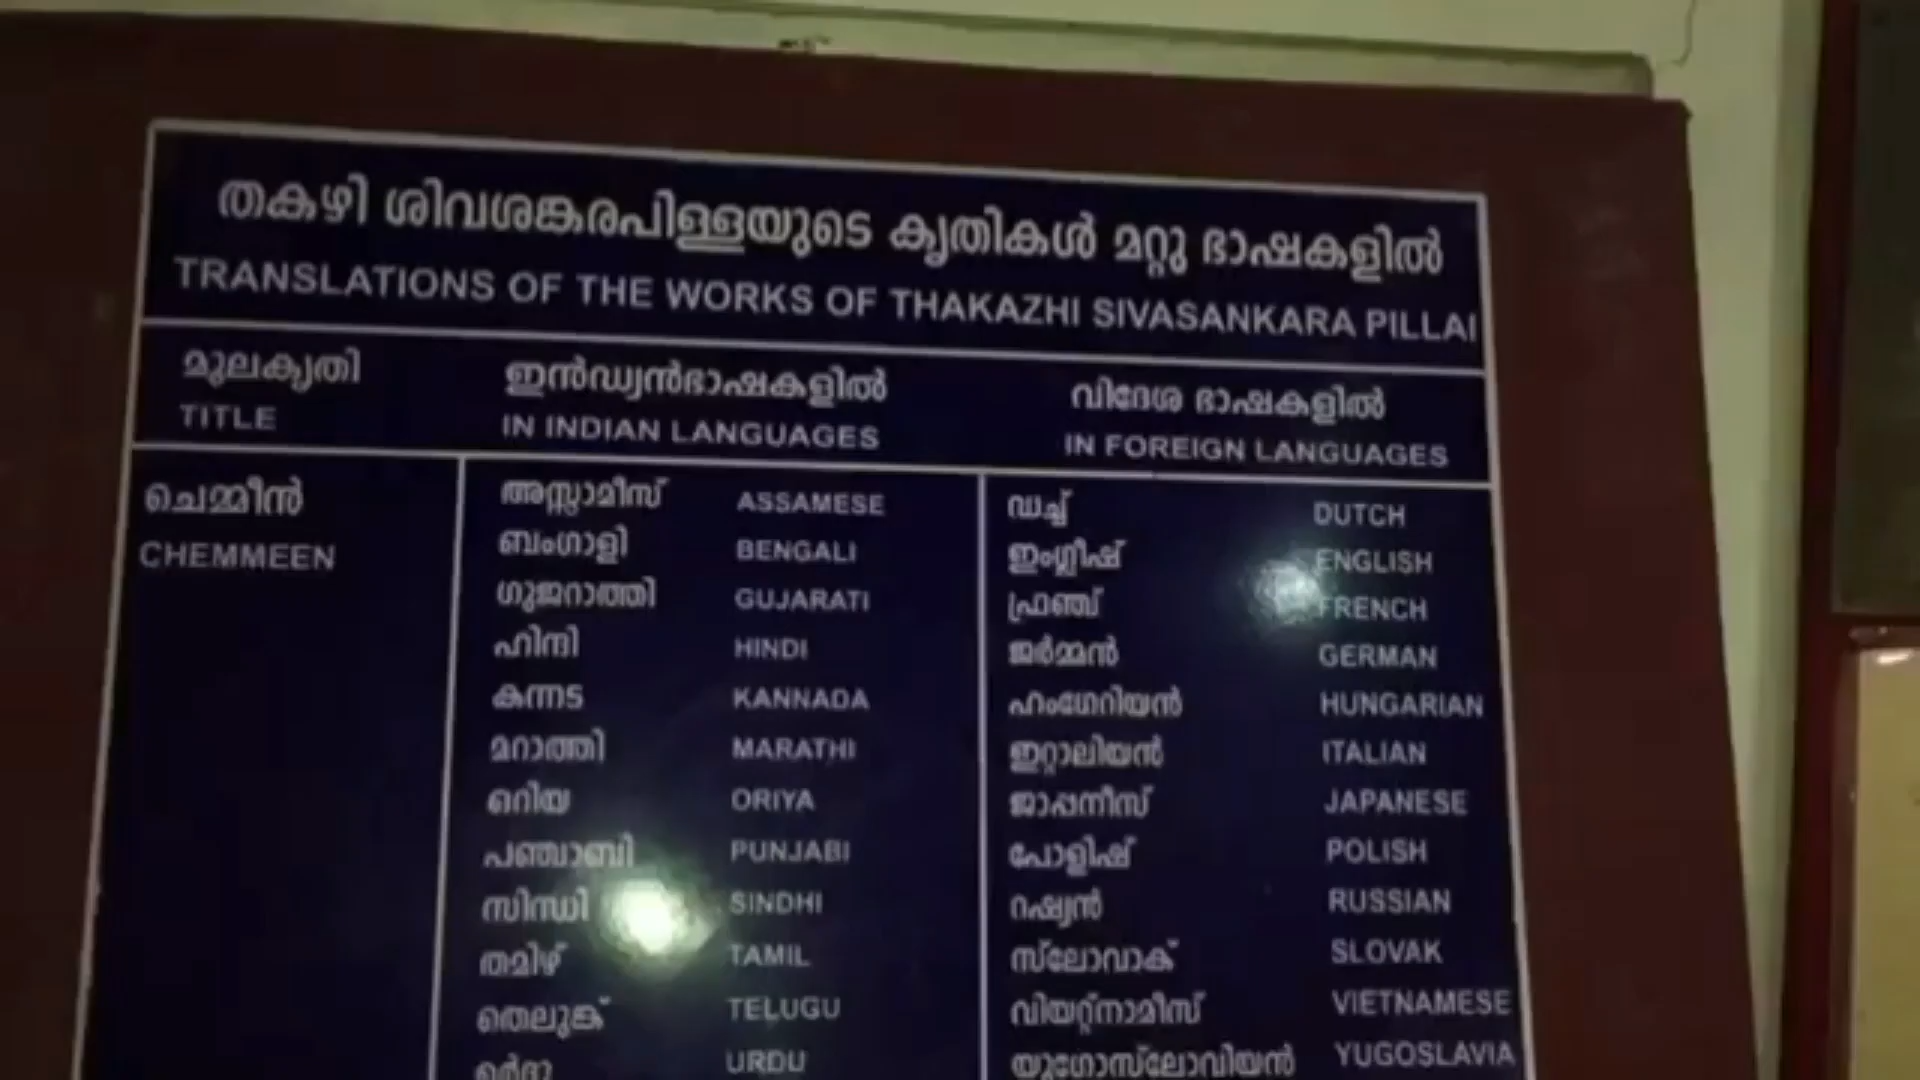 തകഴി ശിവശങ്കരപിള്ളയുടെ കൃതികൾ മറ്റു ഭാഷകളിൽ
TRANSLATIONS OF THE WORKS OF THAKAZHI SIVASANKARA PILLAI
മൂലകൃതി ഇൻഡ്യൻഭാഷകളിൽ വിദേശ ഭാഷകളിൽ
TITLE IN INDIAN LANGUAGES IN FOREIGN LANGUAGES
ചെമ്മീൻ അസ്സാമീസ് ASSAMESE ഡച്ച് DUTCH
CHEMMEEN ബംഗാളി BENGALI ഇംഗ്ലീഷ് ENGLISH
ഗുജറാത്തി GUJARATI ഫ്രഞ്ച് FRENCH
ഹിന്ദി HINDI ജർമ്മൻ GERMAN
കന്നട KANNADA ഹംഗേറിയൻ HUNGARIAN
മറാത്തി MARATHI ഇറ്റാലിയൻ ITALIAN
ഒറിയ ORIYA ജാപ്പനീസ് JAPANESE
പഞ്ചാബി PUNJABI പോളിഷ് POLISH
സിന്ധി SINDHI റഷ്യൻ RUSSIAN
തമിഴ് TAMIL സ്ലോവാക് SLOVAK
തെലുങ്ക് TELUGU വിയറ്റ്നാമീസ് VIETNAMESE
ഉർദു URDU യുഗോസ്ലോവിയൻ YUGOSLAVIA